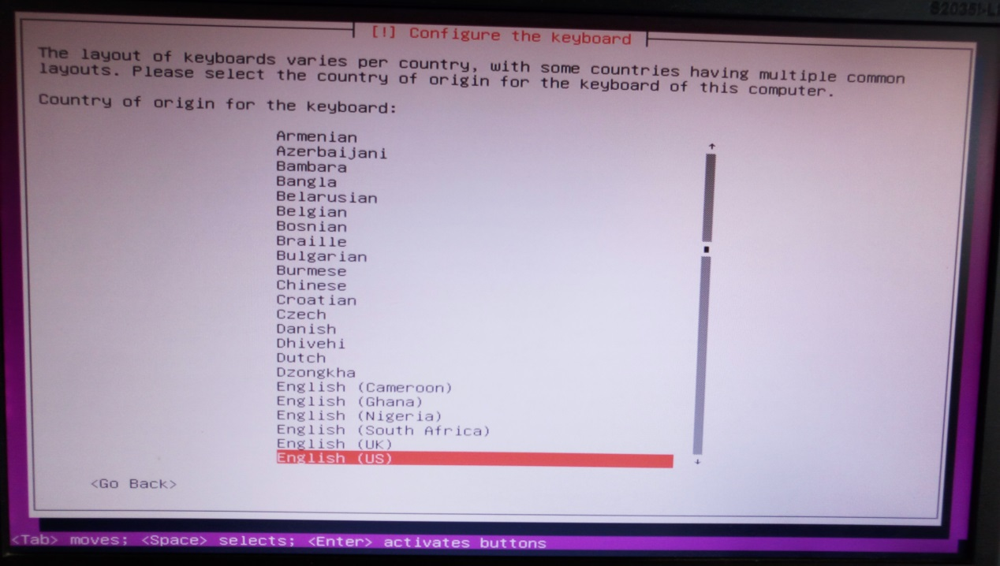 [!] Configure the keyboard
The layout of keyboards varies per country, with some countries having multiple common
layouts. Please select the country of origin for the keyboard of this computer.
Country of origin for the keyboard:
Armenian
Azerbaijani
Bambara
Bangla
Belarusian
Belgian
Bosnian
Braille
Bulgarian
Burmese
Chinese
Croatian
Czech
Danish
Dhivehi
Dutch
Dzongkha
English (Cameroon)
English (Ghana)
English (Nigeria)
English (South Africa)
English (UK)
English (US)
<Go Back>
<Tab> moves; <Space> selects; <Enter> activates buttons